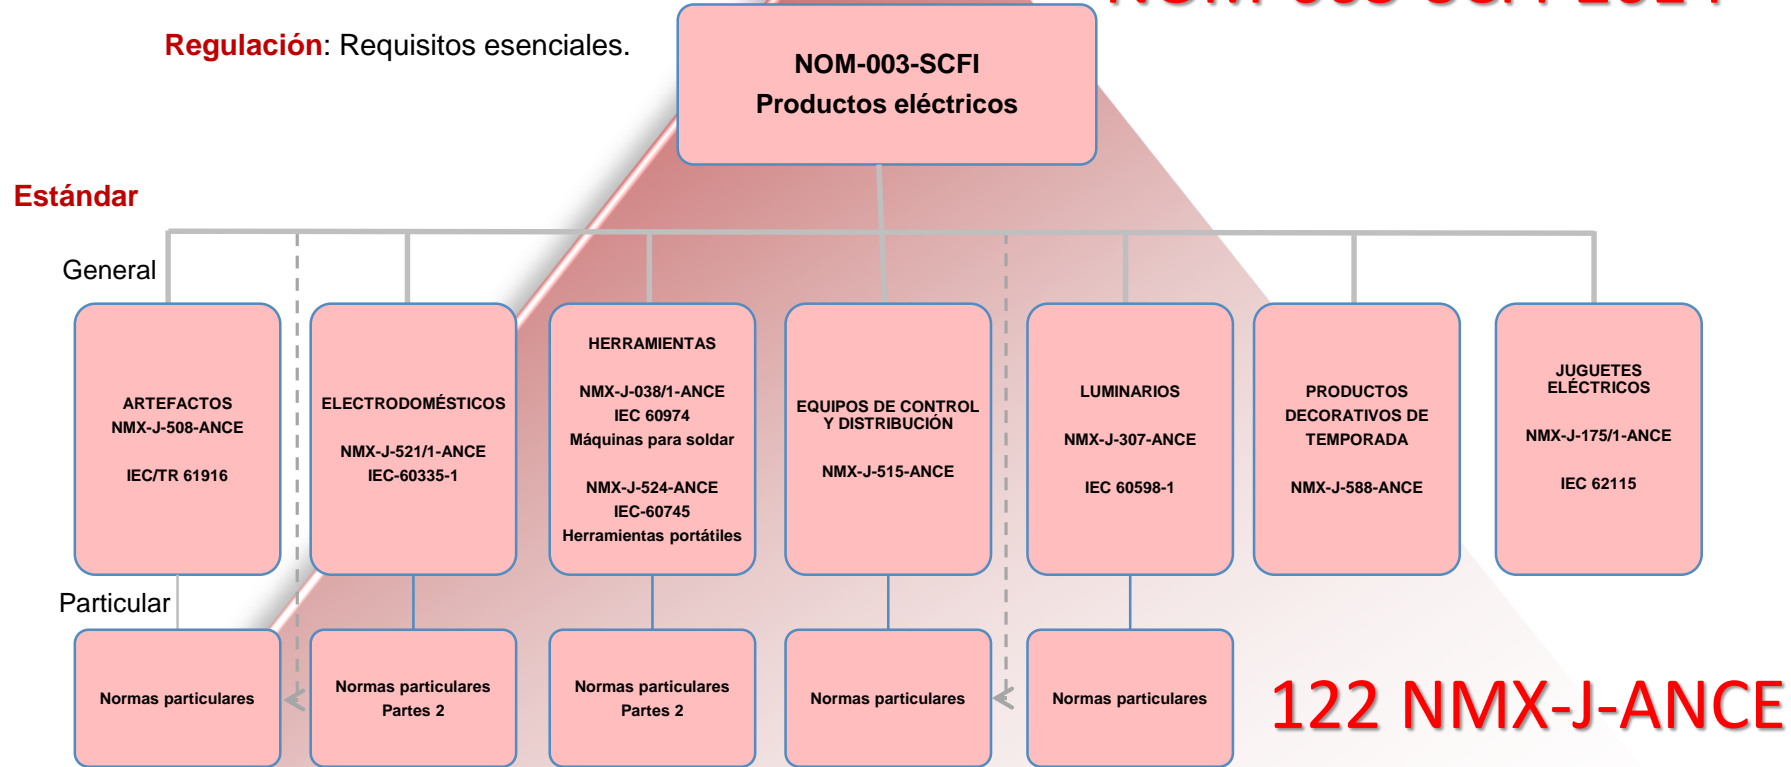 NOM-003-SCFI-2014
Regulación: Requisitos esenciales.
NOM-003-SCFI
Productos eléctricos
Estándar
General
ARTEFACTOS
NMX-J-508-ANCE
IEC/TR 61916
ELECTRODOMÉSTICOS
NMX-J-521/1-ANCE
IEC-60335-1
HERRAMIENTAS
NMX-J-038/1-ANCE
IEC 60974
Máquinas para soldar
NMX-J-524-ANCE
IEC-60745
Herramientas portátiles
EQUIPOS DE CONTROL
Y DISTRIBUCIÓN
NMX-J-515-ANCE
LUMINARIOS
NMX-J-307-ANCE
IEC 60598-1
PRODUCTOS
DECORATIVOS DE
TEMPORADA
NMX-J-588-ANCE
JUGUETES
ELÉCTRICOS
NMX-J-175/1-ANCE
IEC 62115
Particular
Normas particulares
Normas particulares
Partes 2
Normas particulares
Partes 2
Normas particulares
Normas particulares
122 NMX-J-ANCE